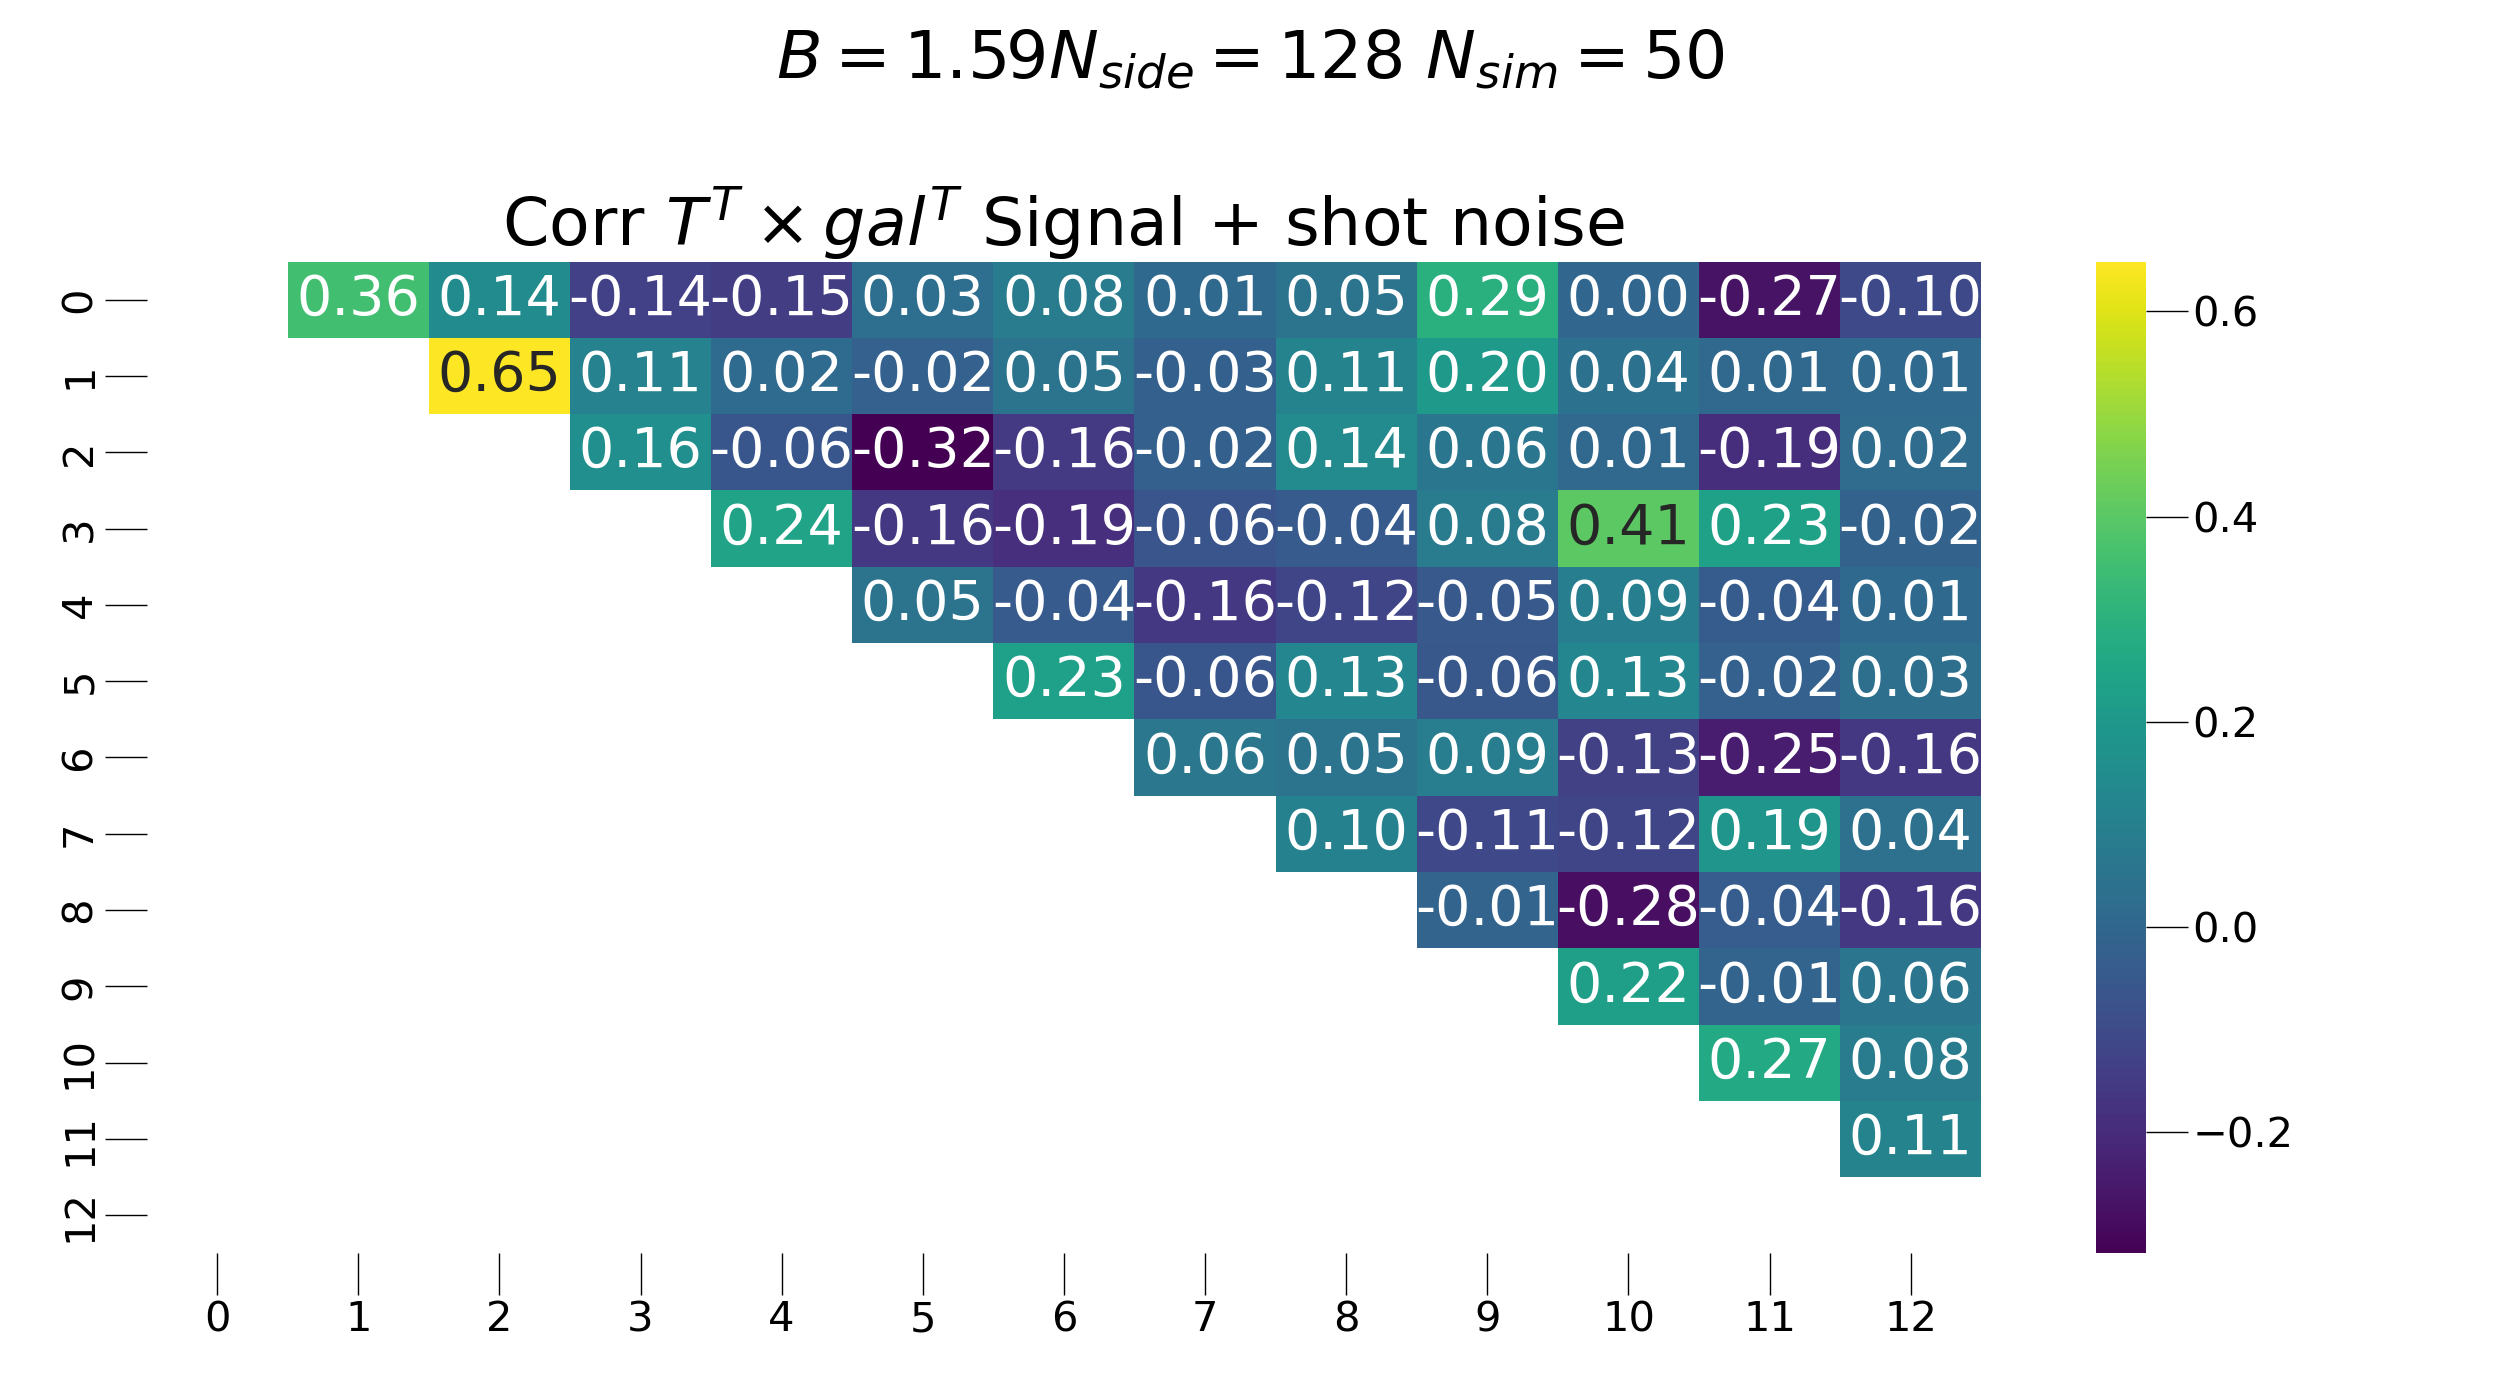 B = 1.59N_side = 128 N_sim = 50
Corr T^T × gal^T Signal + shot noise
0 0.36 0.14 -0.14 -0.15 0.03 0.08 0.01 0.05 0.29 0.00 -0.27 -0.10 0.6
1 0.65 0.11 0.02 -0.02 0.05 -0.03 0.11 0.20 0.04 0.01 0.01
2 0.16 -0.06 -0.32 -0.16 -0.02 0.14 0.06 0.01 -0.19 0.02
3 0.24 -0.16 -0.19 -0.06 -0.04 0.08 0.41 0.23 -0.02 0.4
4 0.05 -0.04 -0.16 -0.12 -0.05 0.09 -0.04 0.01
5 0.23 -0.06 0.13 -0.06 0.13 -0.02 0.03
6 0.06 0.05 0.09 -0.13 -0.25 -0.16 0.2
7 0.10 -0.11 -0.12 0.19 0.04
8 -0.01 -0.28 -0.04 -0.16 0.0
9 0.22 -0.01 0.06
10 0.27 0.08
11 0.11 −0.2
12
0 1 2 3 4 5 6 7 8 9 10 11 12